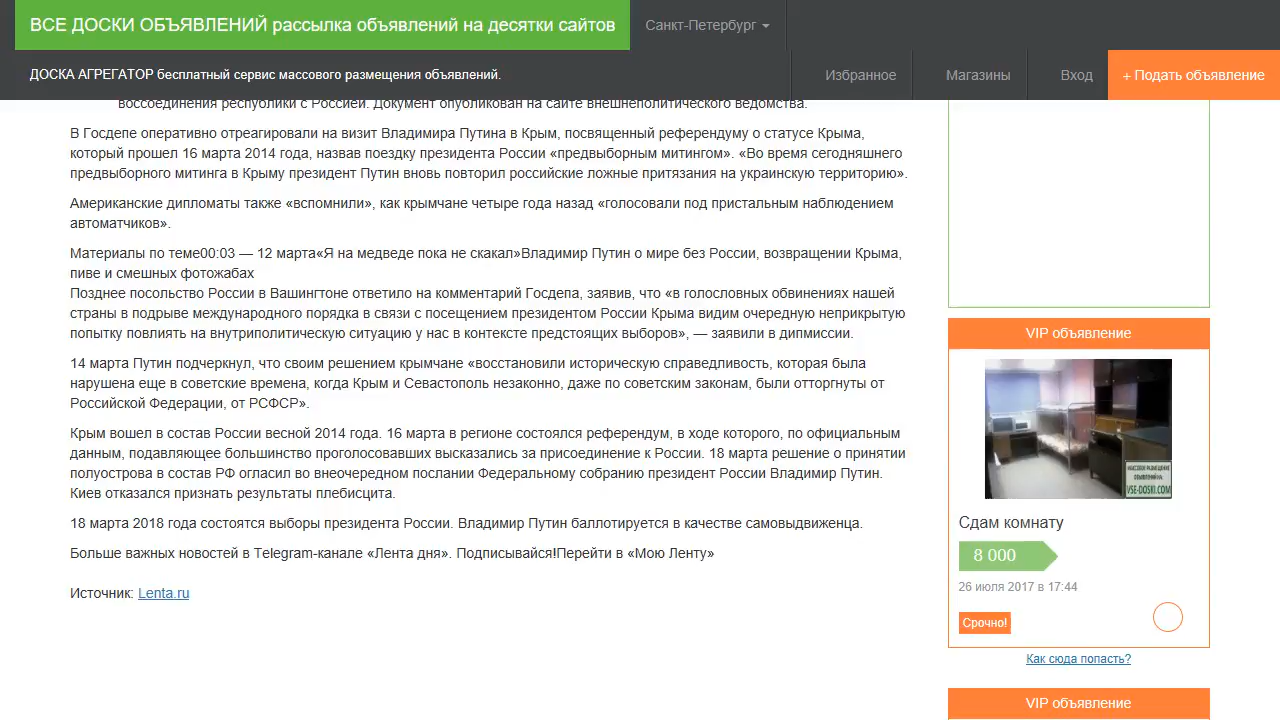 ВСЕ ДОСКИ ОБЪЯВЛЕНИЙ рассылка объявлений на десятки сайтов
Санкт-Петербург
ДОСКА АГРЕГАТОР бесплатный сервис массового размещения объявлений.
Избранное
Магазины
Вход
+ Подать объявление
воссоединения республики с Россией. Документ опубликован на сайте внешнеполитического ведомства.
В Госдепе оперативно отреагировали на визит Владимира Путина в Крым, посвященный референдуму о статусе Крыма,
который прошел 16 марта 2014 года, назвав поездку президента России «предвыборным митингом». «Во время сегодняшнего
предвыборного митинга в Крыму президент Путин вновь повторил российские ложные притязания на украинскую территорию».
Американские дипломаты также «вспомнили», как крымчане четыре года назад «голосовали под пристальным наблюдением
автоматчиков».
Материалы по теме00:03 — 12 марта«Я на медведе пока не скакал»Владимир Путин о мире без России, возвращении Крыма,
пиве и смешных фотожабах
Позднее посольство России в Вашингтоне ответило на комментарий Госдепа, заявив, что «в голословных обвинениях нашей
страны в подрыве международного порядка в связи с посещением президентом России Крыма видим очередную неприкрытую
попытку повлиять на внутриполитическую ситуацию у нас в контексте предстоящих выборов», — заявили в дипмиссии.
14 марта Путин подчеркнул, что своим решением крымчане «восстановили историческую справедливость, которая была
нарушена еще в советские времена, когда Крым и Севастополь незаконно, даже по советским законам, были отторгнуты от
Российской Федерации, от РСФСР».
Крым вошел в состав России весной 2014 года. 16 марта в регионе состоялся референдум, в ходе которого, по официальным
данным, подавляющее большинство проголосовавших высказались за присоединение к России. 18 марта решение о принятии
полуострова в состав РФ огласил во внеочередном послании Федеральному собранию президент России Владимир Путин.
Киев отказался признать результаты плебисцита.
18 марта 2018 года состоятся выборы президента России. Владимир Путин баллотируется в качестве самовыдвиженца.
Больше важных новостей в Telegram-канале «Лента дня». Подписывайся!Перейти в «Мою Ленту»
Источник: Lenta.ru
VIP объявление
МАССОВОЕ РАЗМЕЩЕНИЕ
ОБЪЯВЛЕНИЙ НА
VSE-DOSKI.COM
Сдам комнату
8 000
26 июля 2017 в 17:44
Срочно!
Как сюда попасть?
VIP объявление